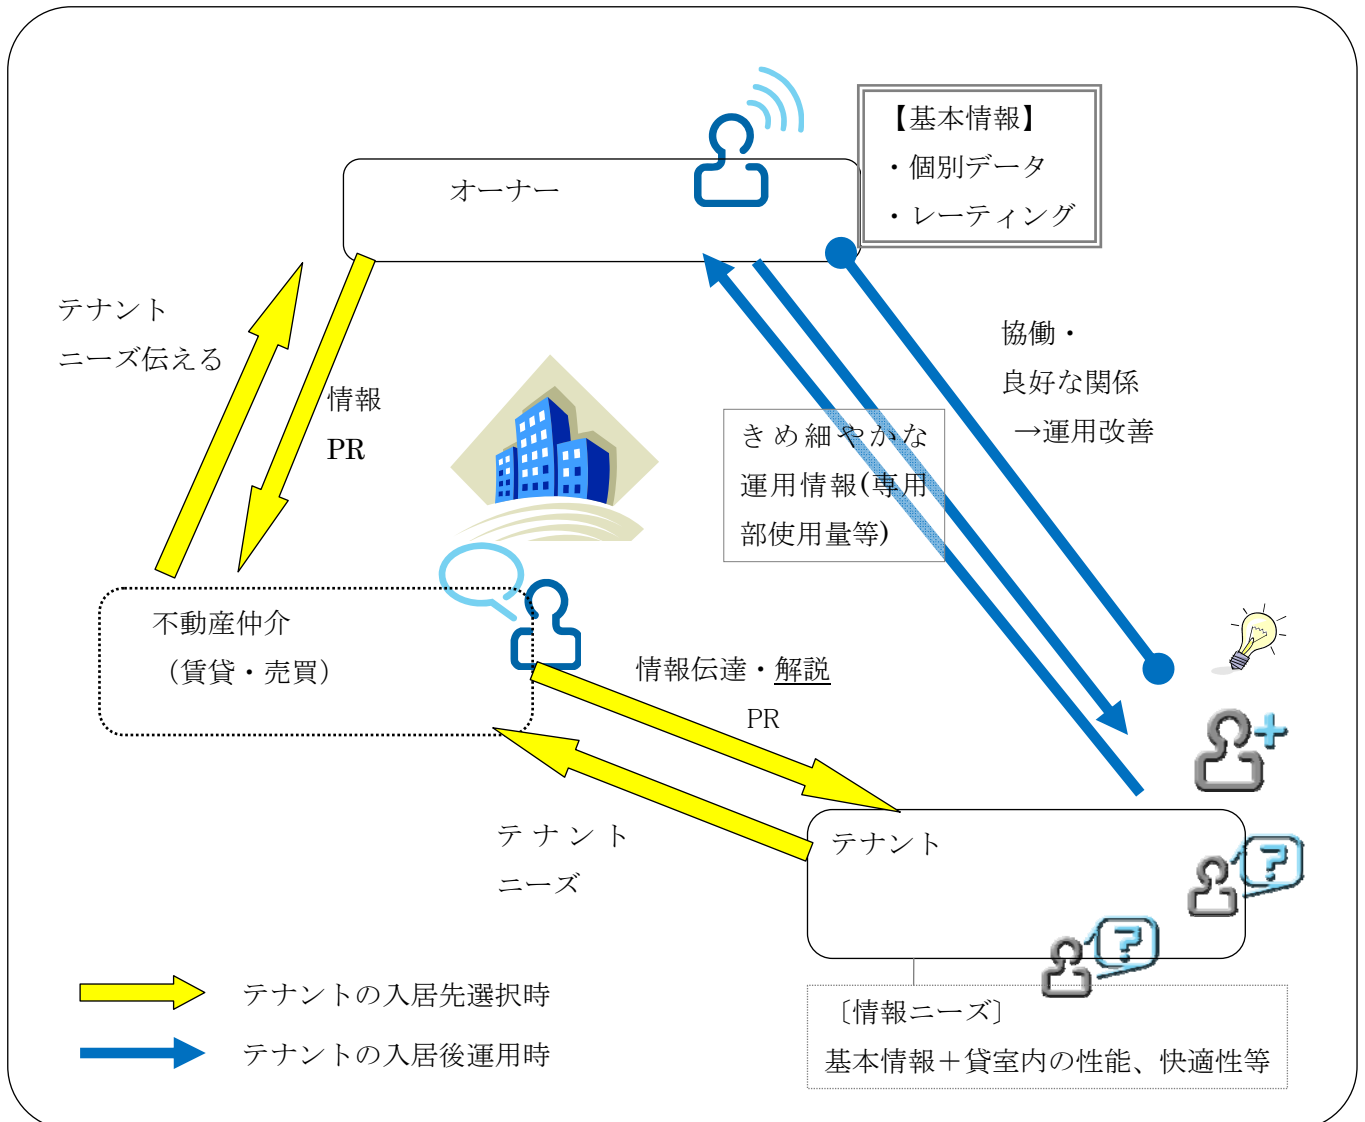 【基本情報】
・個別データ
・レーティング
オーナー
テナント
ニーズ伝える
情報
PR
協働・
良好な関係
→運用改善
きめ細やかな
運用情報(専用
部使用量等)
不動産仲介
（賃貸・売買）
情報伝達・解説
PR
テナント
ニーズ
テナント
?
?
テナントの入居先選択時
テナントの入居後運用時
〔情報ニーズ〕
基本情報＋貸室内の性能、快適性等